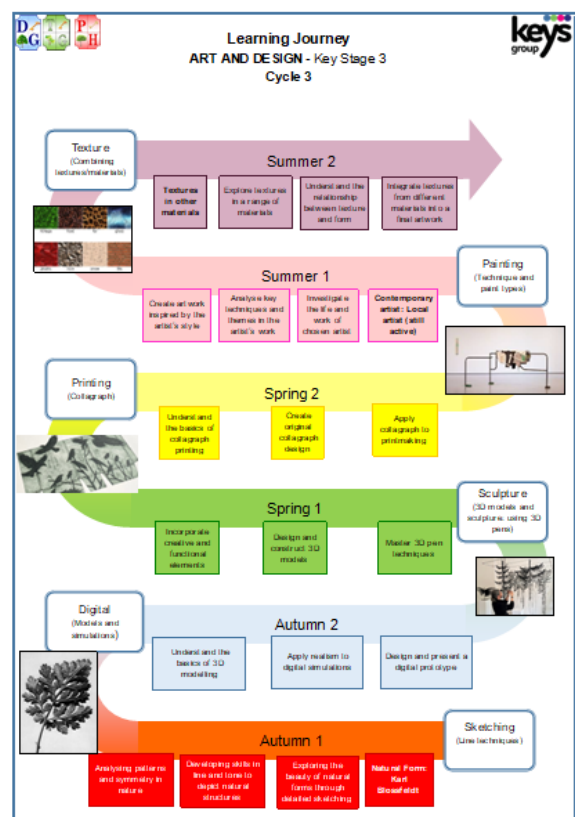 D
G
T
G
P
H
keys
group
Learning Journey
ART AND DESIGN - Key Stage 3
Cycle 3
Texture
(Combining
textures/materials)
Summer 2
Textures
in other
materials
Explore textures
in a range of
materials
Understand the
relationship
between texture
and form
Integrate textures
from different
materials into a
final artwork
Summer 1
Painting
(Technique and
paint types)
Create art work
inspired by the
artist's style
Analyse key
techniques and
themes in the
artist's work
Investigate
the life and
work of
chosen artist
Contemporary
artist: Local
artist (still
active)
Printing
(Collagraph)
Spring 2
Understand
the basics of
collagraph
printing
Create
original
collagraph
design
Apply
collagraph to
printmaking
Spring 1
Sculpture
(3D models and
sculpture: using 3D
pens)
Incorporate
creative and
functional
elements
Design and
construct 3D
models
Master 3D pen
techniques
Digital
(Models and
simulations)
Autumn 2
Understand the
basics of 3D
modelling
Apply realism to
digital simulations
Design and present a
digital prototype
Autumn 1
Sketching
(Line techniques)
Analysing patterns
and symmetry in
nature
Developing skills in
line and tone to
depict natural
structures
Exploring the
beauty of natural
forms through
detailed sketching
Natural Form:
Karl
Blossfeldt